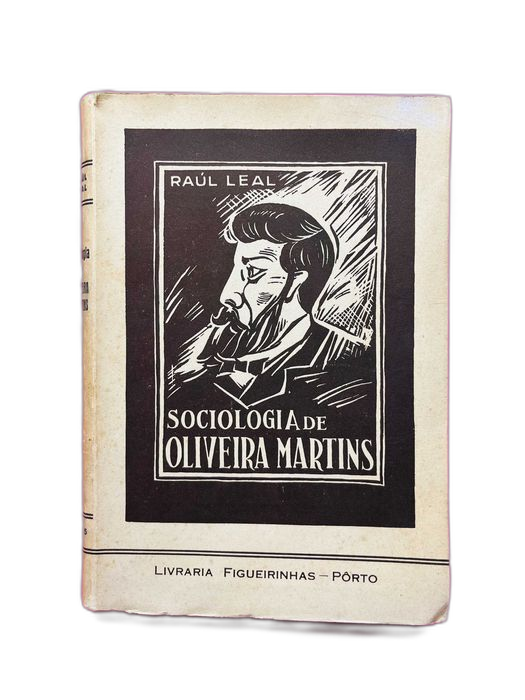 RAÚL LEAL
SOCIOLOGIA DE
OLIVEIRA MARTINS
LIVRARIA FIGUEIRINHAS — PÔRTO